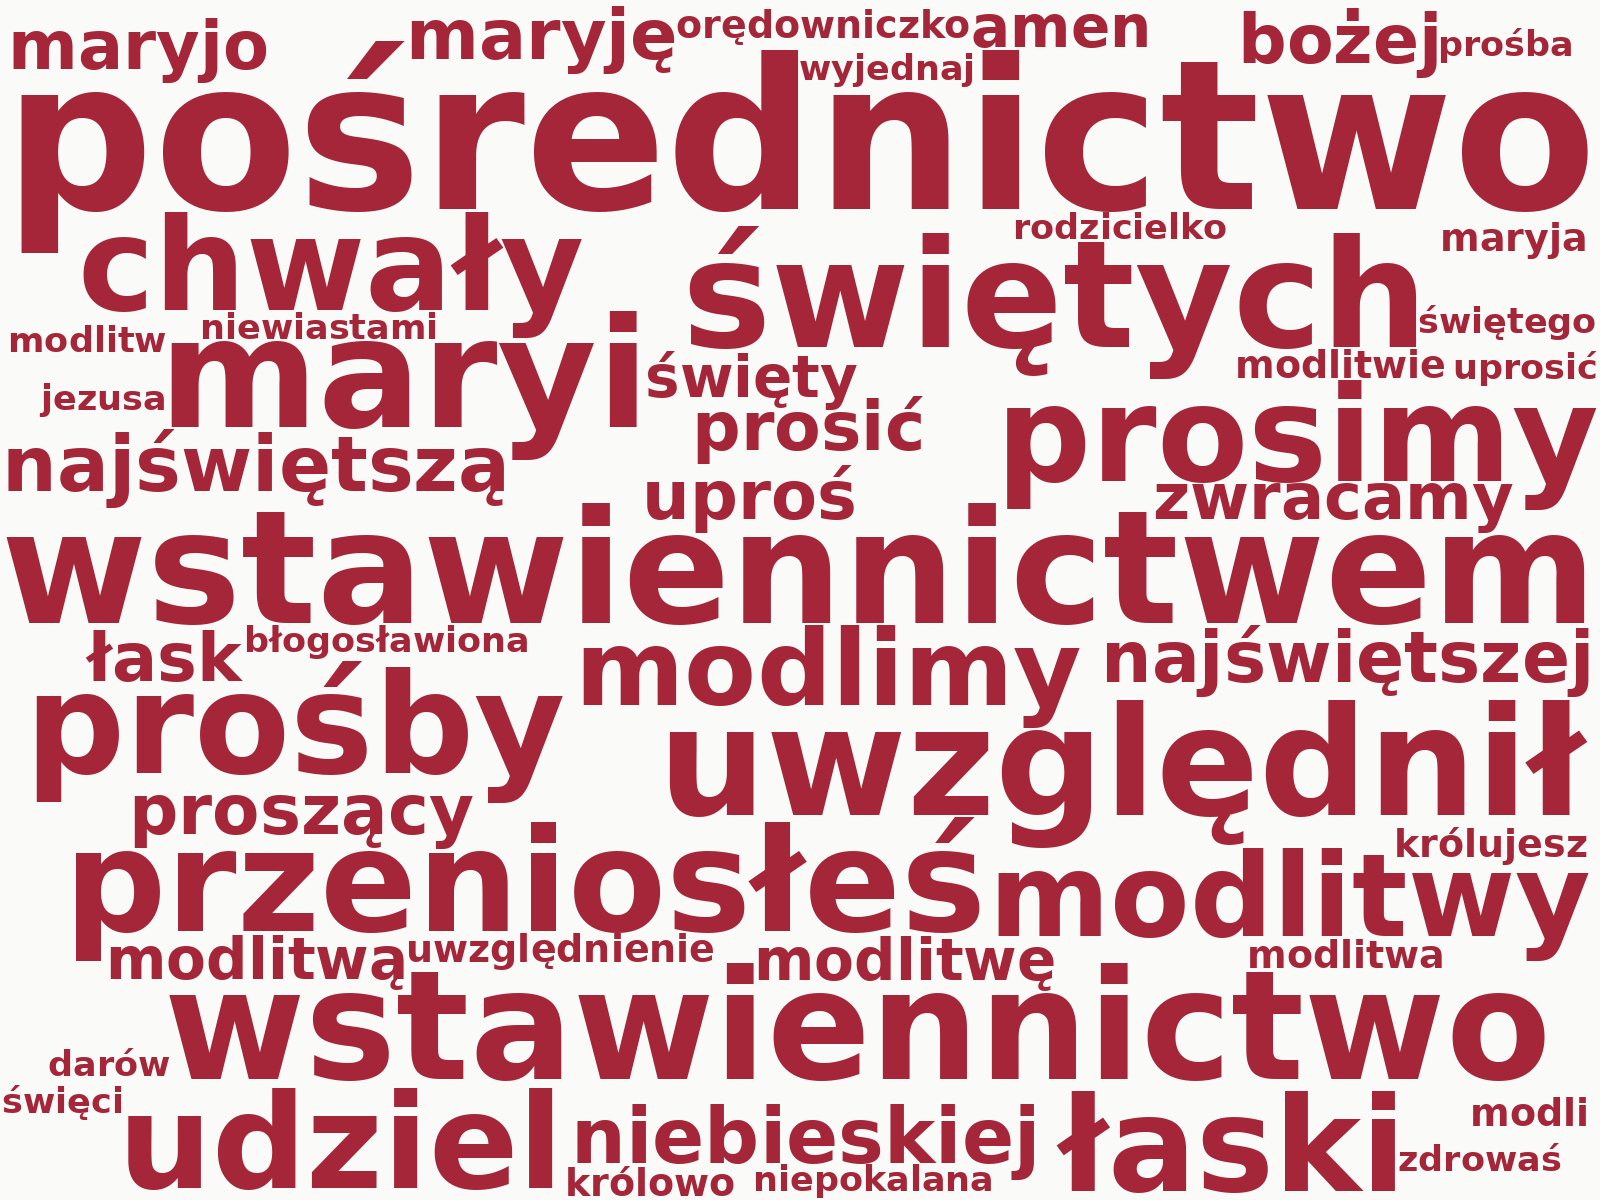 maryjo
maryję
orędowniczko
amen
bożej
prośba
wyjednaj
pośrednictwo
chwały
rodzicielko
maryja
świętych
niewiastami
modlitw
maryi
świętego
święty
modlitwie
uprosić
jezusa
prosić
prosimy
najświętszą
uproś
zwracamy
wstawiennictwem
łask
błogosławiona
modlimy
najświętszej
prośby
uwzględnił
proszący
królujesz
przeniosłeś
modlitwy
modlitwą
uwzględnienie
modlitwę
modlitwa
wstawiennictwo
darów
święci
udziel
niebieskiej
łaski
modli
zdrowaś
królowo
niepokalana